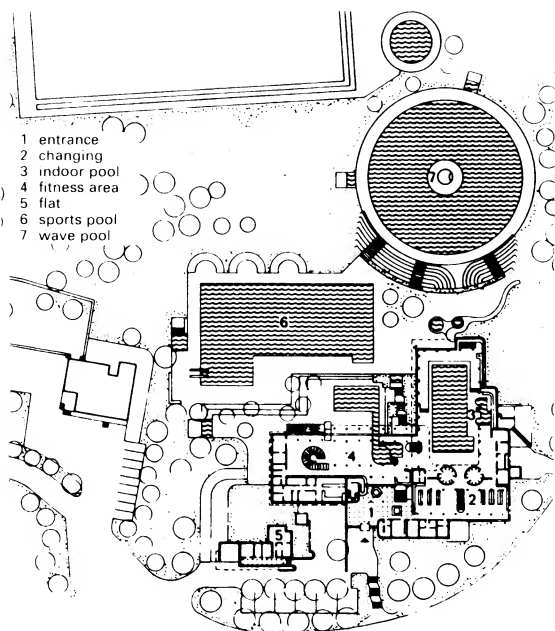 1 entrance
2 changing
3 indoor pool
4 fitness area
5 flat
6 sports pool
7 wave pool
7
6
3
4
2
1
5